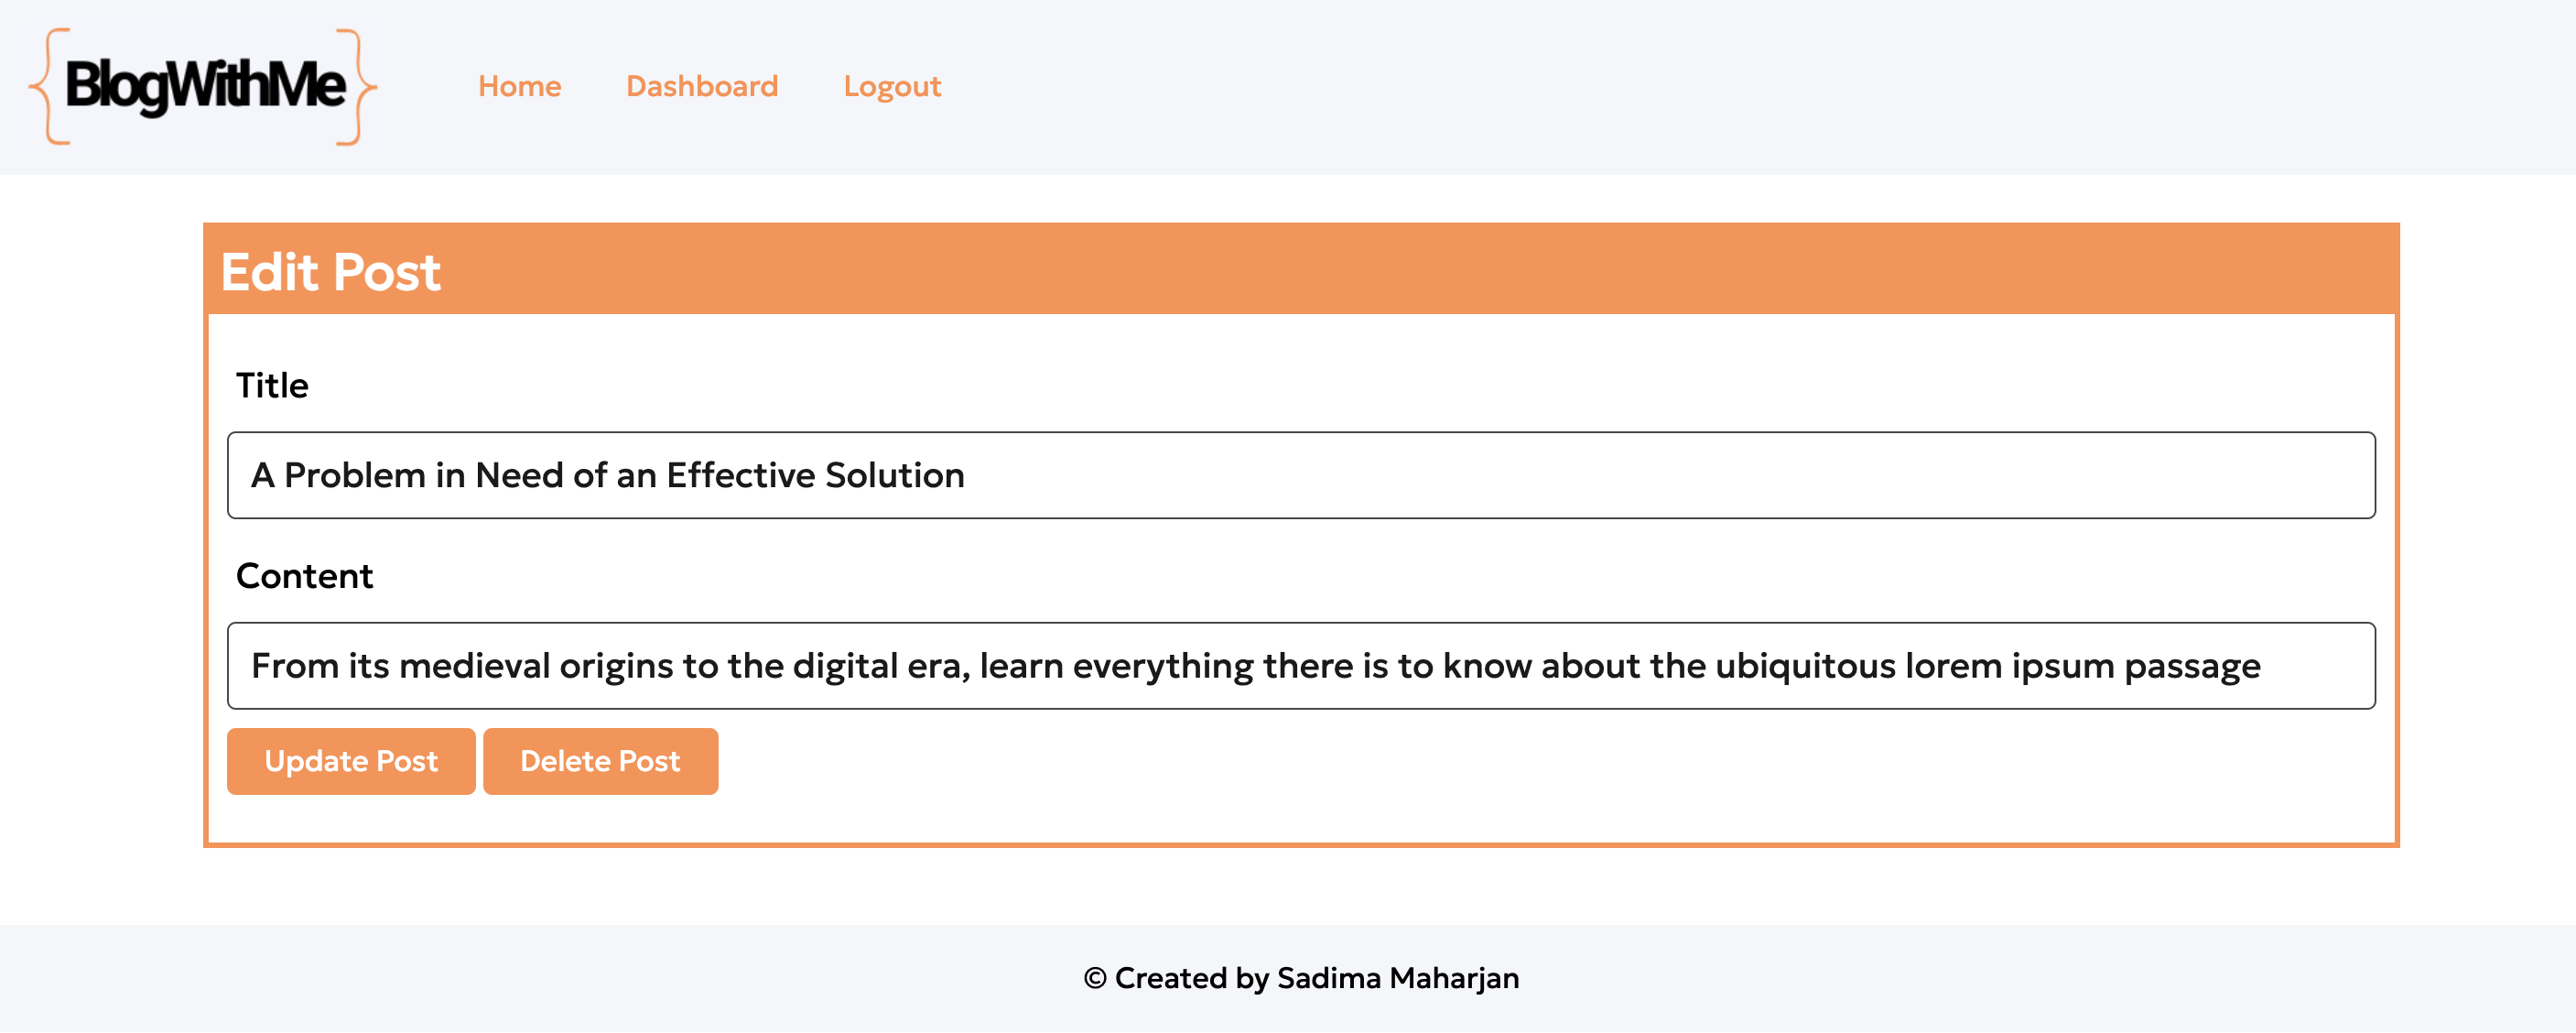 BlogWithMe
Home Dashboard Logout
Edit Post
Title
A Problem in Need of an Effective Solution
Content
From its medieval origins to the digital era, learn everything there is to know about the ubiquitous lorem ipsum passage
Update Post Delete Post
© Created by Sadima Maharjan